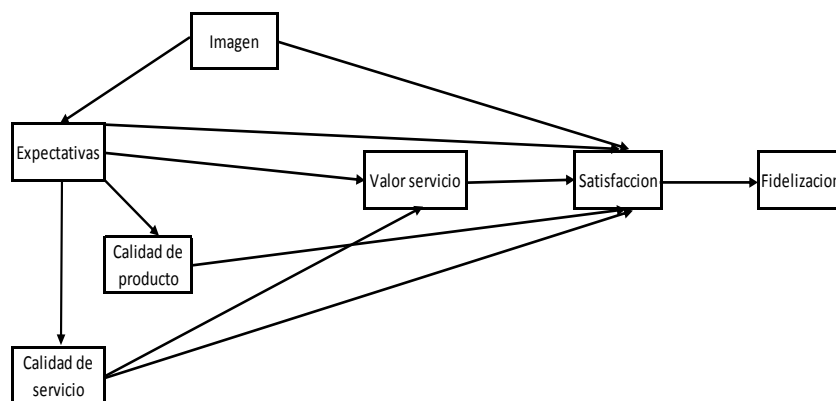 Imagen
Expectativas
Valor servicio
Satisfaccion
Fidelizacion
Calidad de
producto
Calidad de
servicio